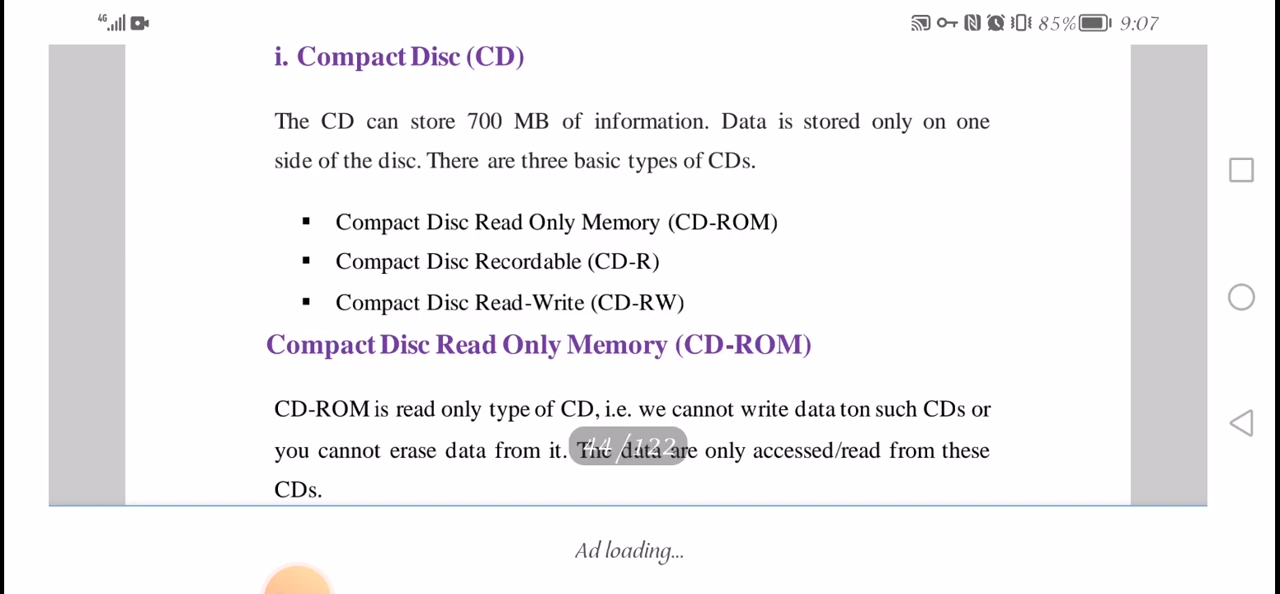 4G 85% 9:07
i. Compact Disc (CD)
The CD can store 700 MB of information. Data is stored only on one
side of the disc. There are three basic types of CDs.
▪ Compact Disc Read Only Memory (CD-ROM)
▪ Compact Disc Recordable (CD-R)
▪ Compact Disc Read-Write (CD-RW)
Compact Disc Read Only Memory (CD-ROM)
CD-ROM is read only type of CD, i.e. we cannot write data ton such CDs or
you cannot erase data from it. The data are only accessed/read from these
44/122
CDs.
Ad loading...